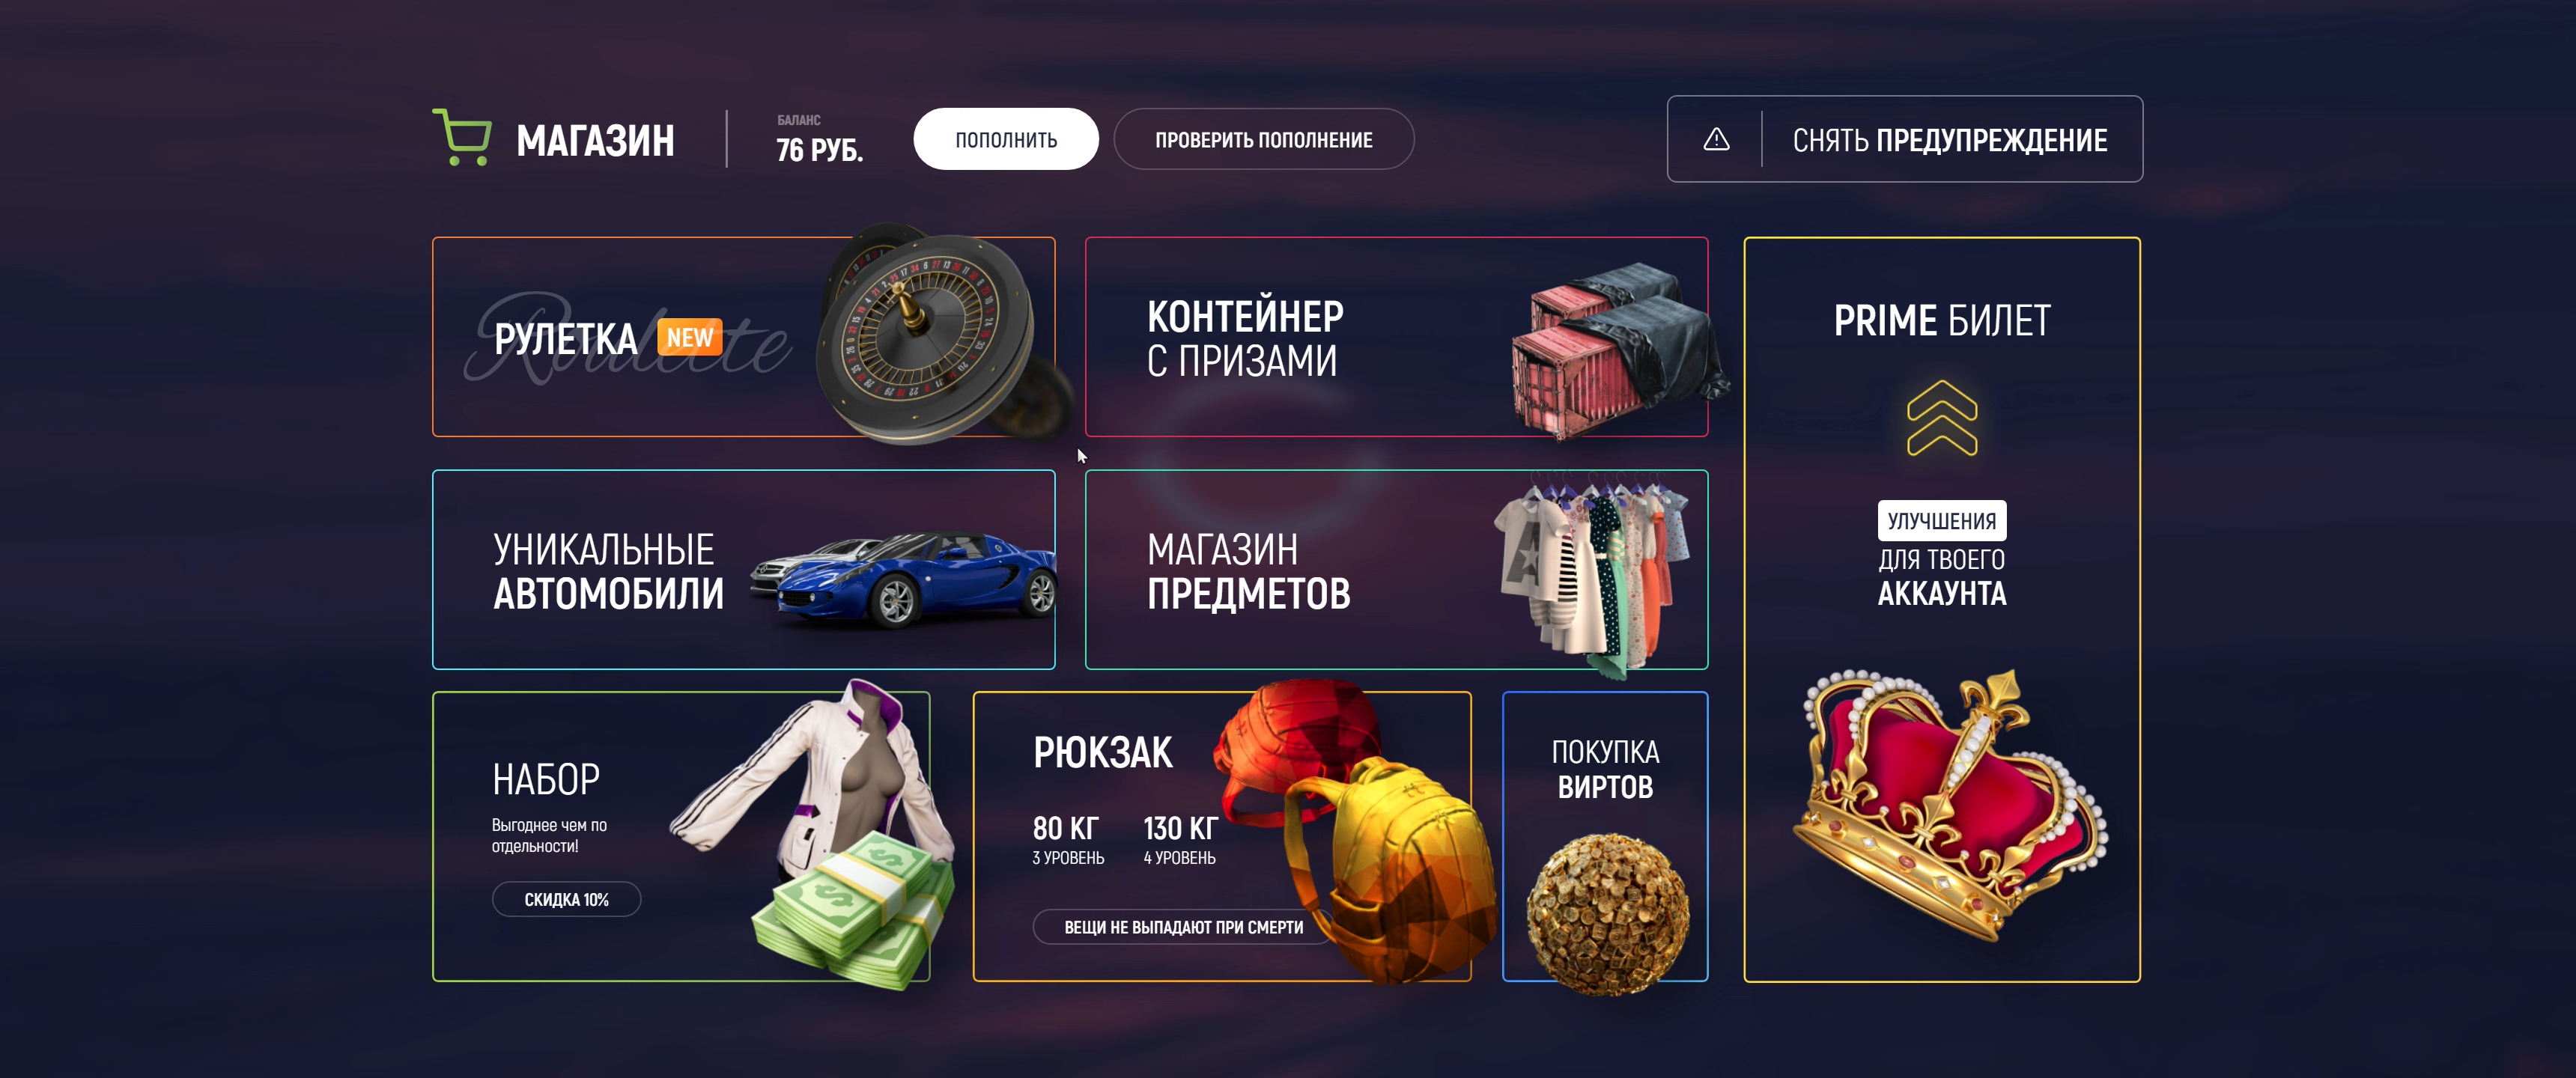 МАГАЗИН
БАЛАНС
76 РУБ.
ПОПОЛНИТЬ
ПРОВЕРИТЬ ПОПОЛНЕНИЕ
СНЯТЬ ПРЕДУПРЕЖДЕНИЕ
Roulette
РУЛЕТКА NEW
КОНТЕЙНЕР
С ПРИЗАМИ
PRIME БИЛЕТ
УЛУЧШЕНИЯ
ДЛЯ ТВОЕГО
АККАУНТА
УНИКАЛЬНЫЕ
АВТОМОБИЛИ
МАГАЗИН
ПРЕДМЕТОВ
НАБОР
Выгоднее чем по
отдельности!
СКИДКА 10%
РЮКЗАК
80 КГ
3 УРОВЕНЬ
130 КГ
4 УРОВЕНЬ
ВЕЩИ НЕ ВЫПАДАЮТ ПРИ СМЕРТИ
ПОКУПКА
ВИРТОВ